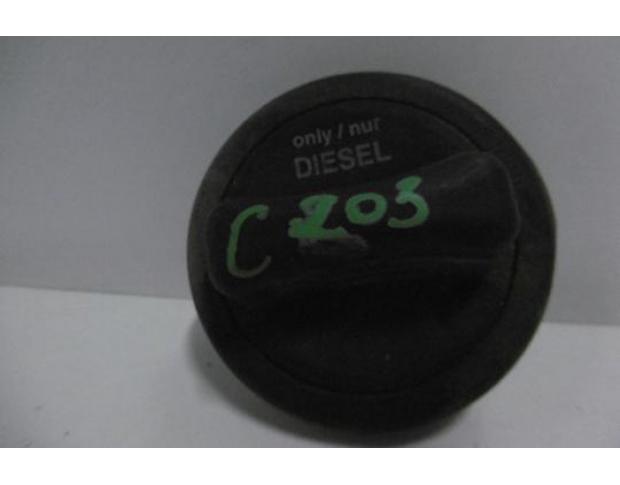 only / nur
DIESEL
C 203